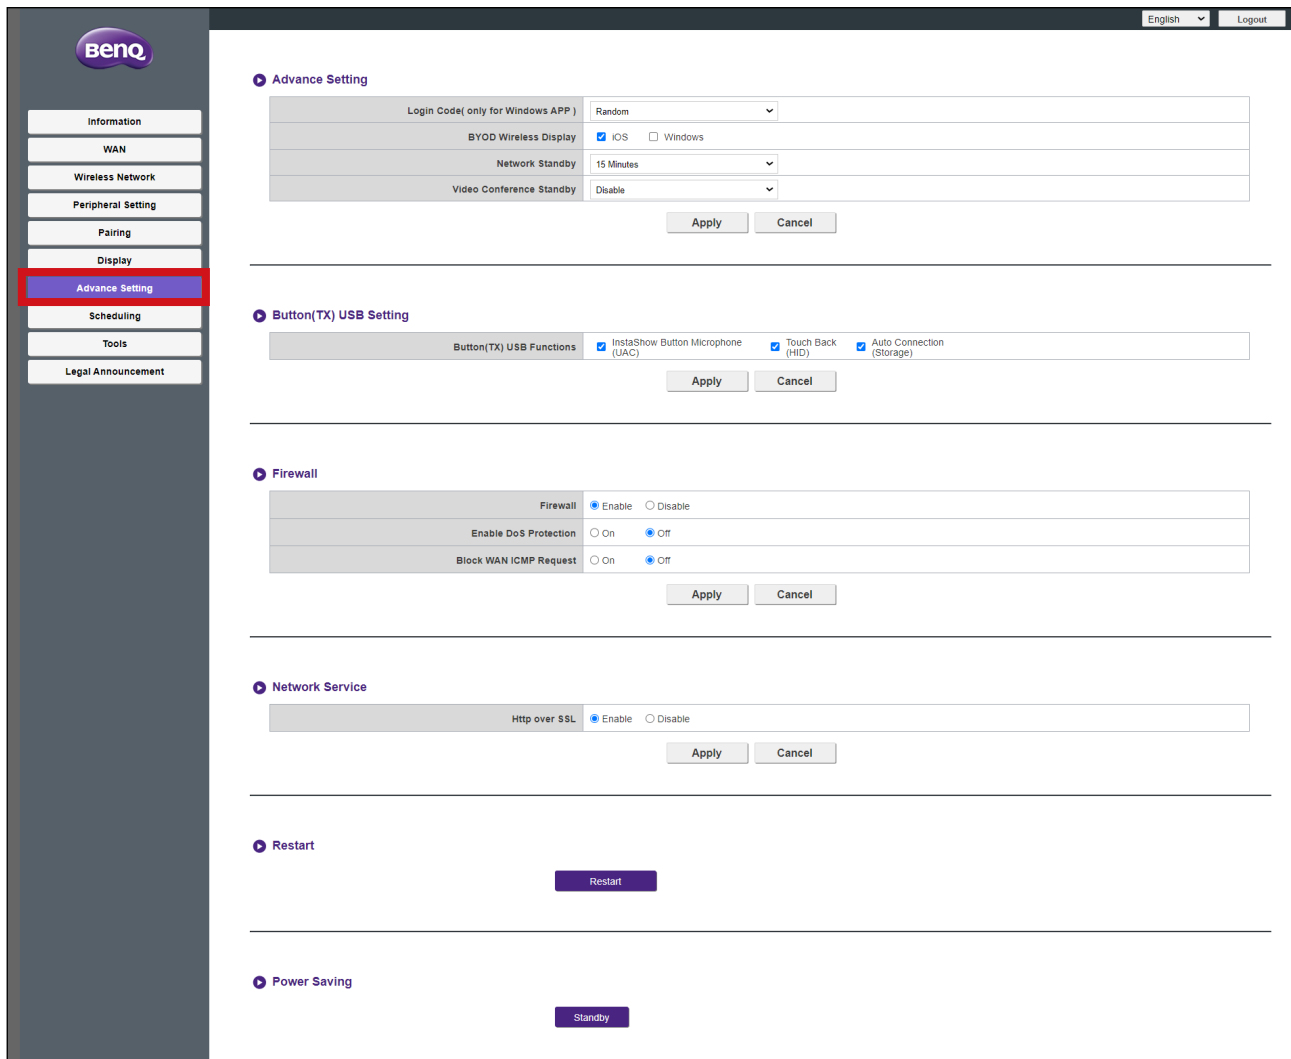 English
Logout
BenQ
Information
WAN
Wireless Network
Peripheral Setting
Pairing
Display
Advance Setting
Scheduling
Tools
Legal Announcement
Advance Setting
Login Code( only for Windows APP )
Random
BYOD Wireless Display
iOS
Windows
Network Standby
15 Minutes
Video Conference Standby
Disable
Apply
Cancel
Button(TX) USB Setting
Button(TX) USB Functions
InstaShow Button Microphone
(UAC)
Touch Back
(HID)
Auto Connection
(Storage)
Apply
Cancel
Firewall
Firewall
Enable
Disable
Enable DoS Protection
On
Off
Block WAN ICMP Request
On
Off
Apply
Cancel
Network Service
Http over SSL
Enable
Disable
Apply
Cancel
Restart
Restart
Power Saving
Standby